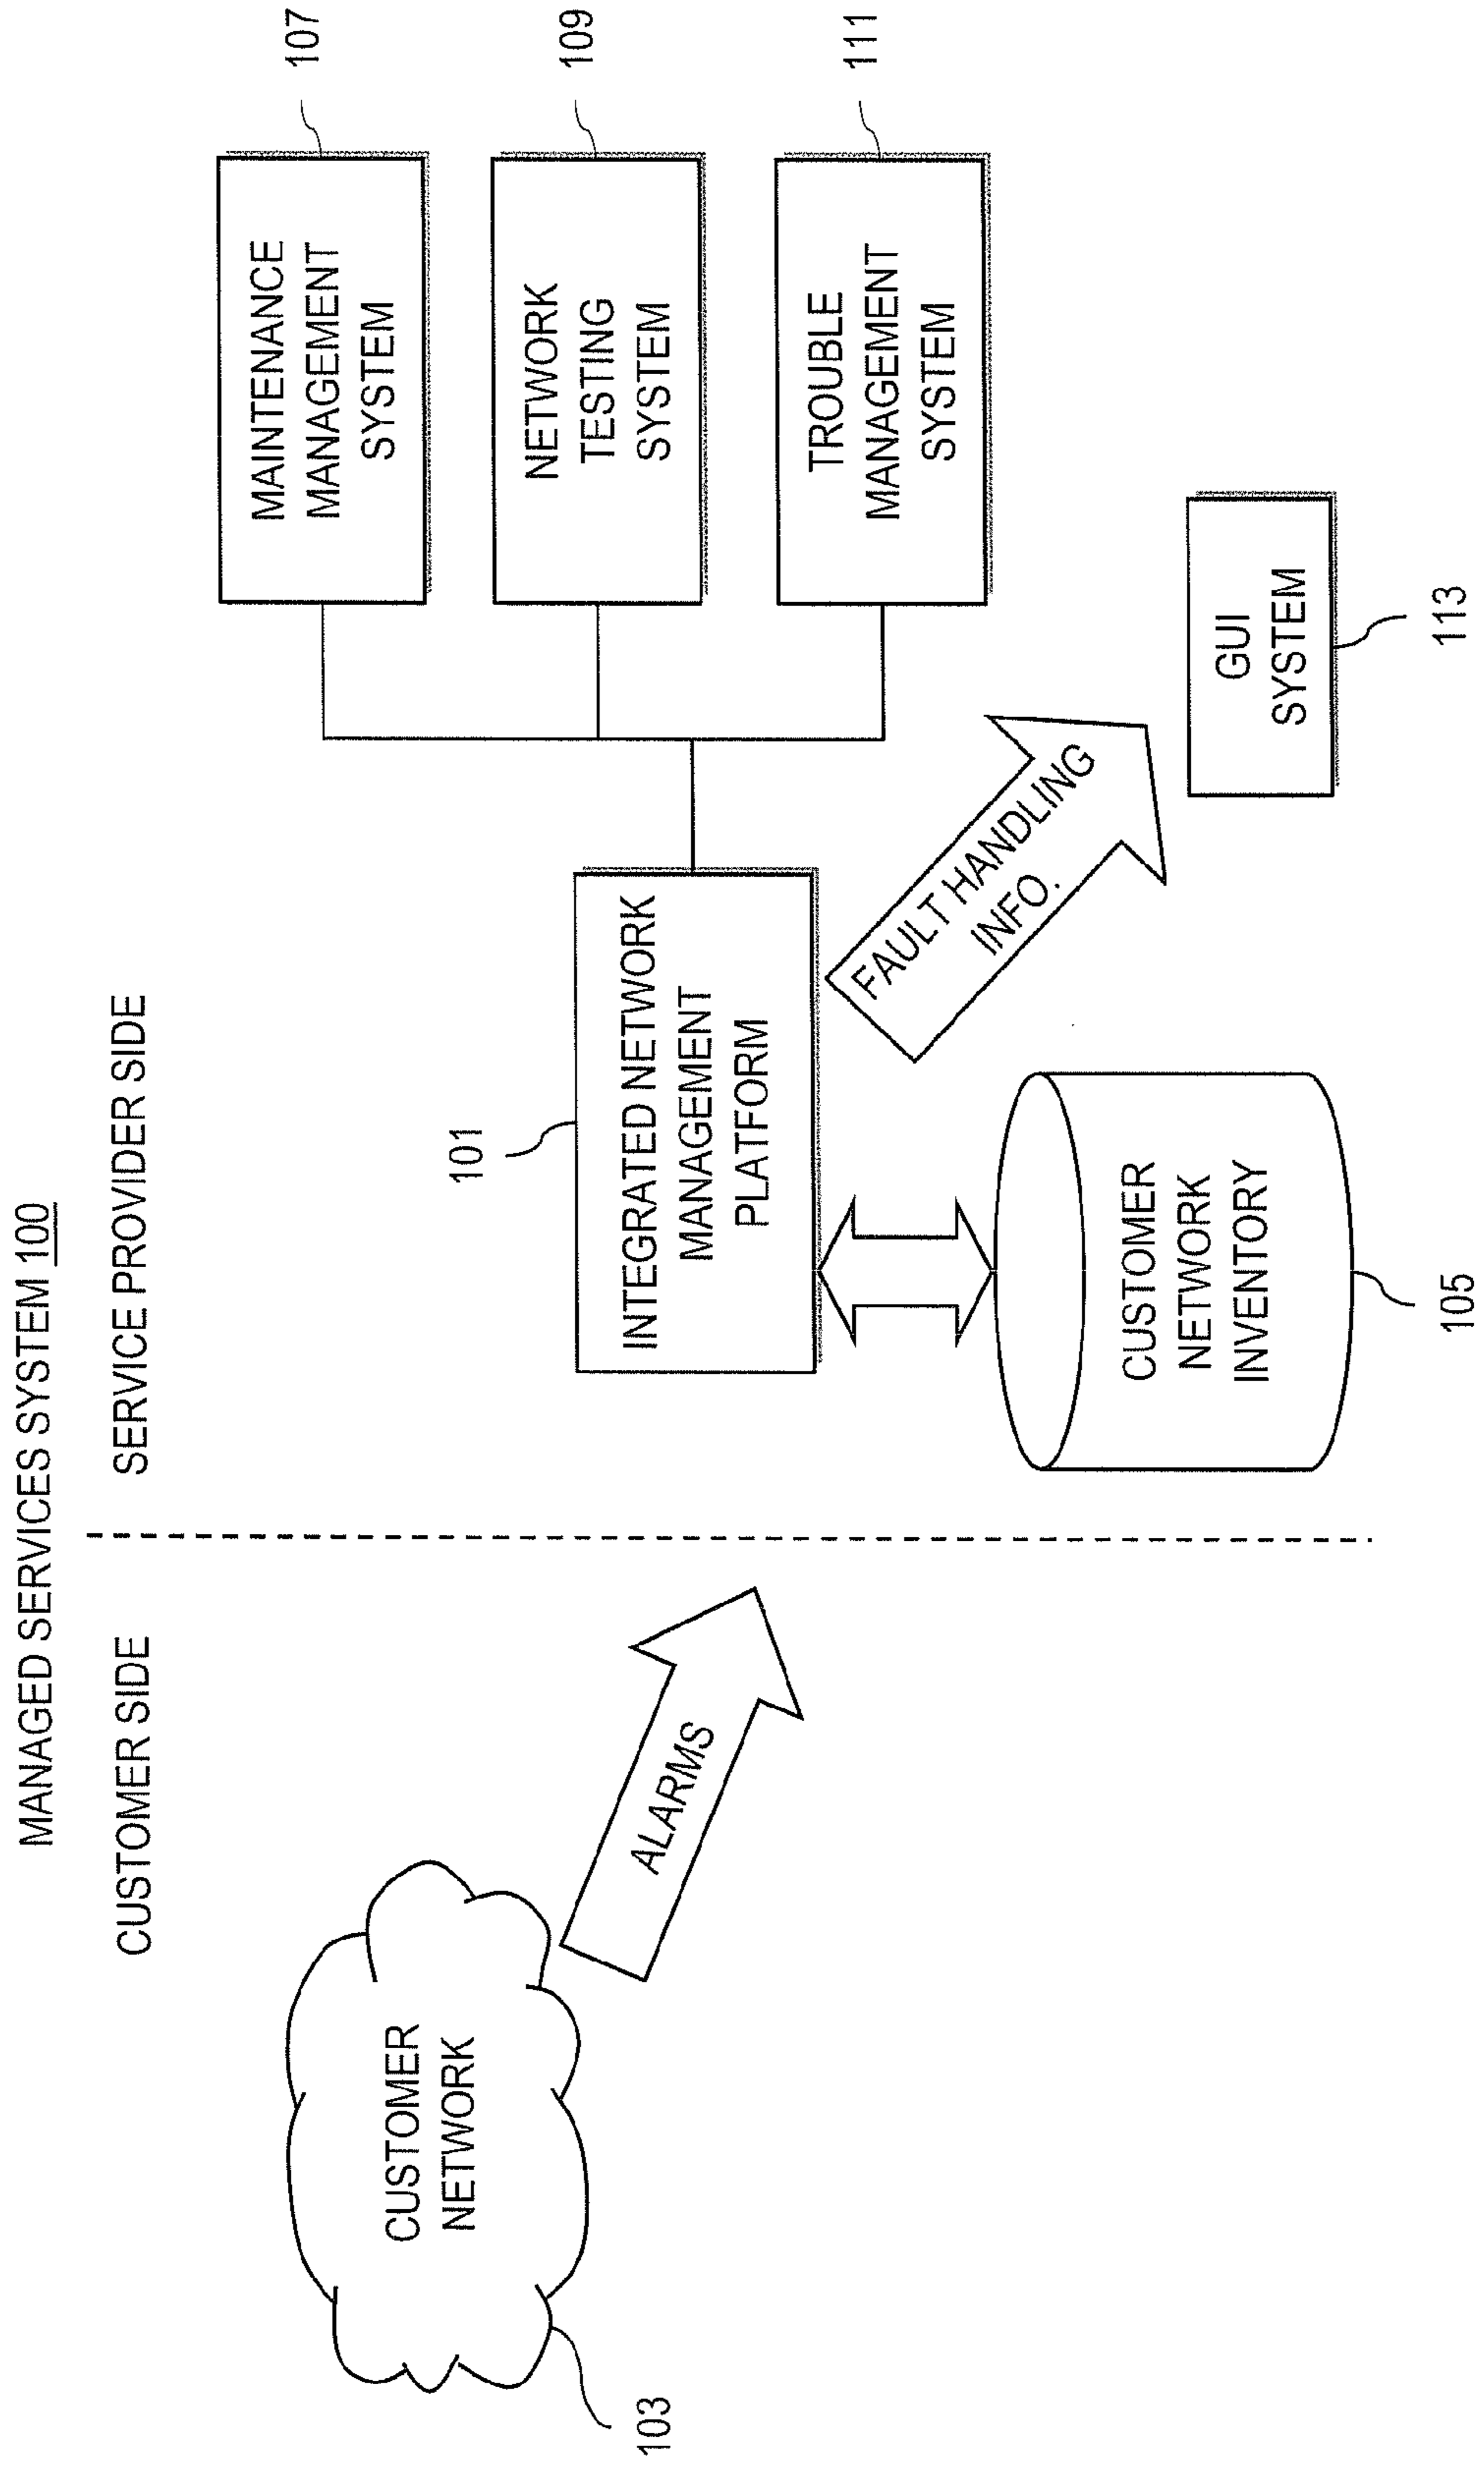 MANAGED SERVICES SYSTEM 100
CUSTOMER SIDE
SERVICE PROVIDER SIDE
CUSTOMER
NETWORK
103
ALARMS
101
INTEGRATED NETWORK
MANAGEMENT
PLATFORM
CUSTOMER
NETWORK
INVENTORY
105
FAULT HANDLING
INFO.
MAINTENANCE
MANAGEMENT
SYSTEM
107
NETWORK
TESTING
SYSTEM
109
TROUBLE
MANAGEMENT
SYSTEM
111
GUI
SYSTEM
113